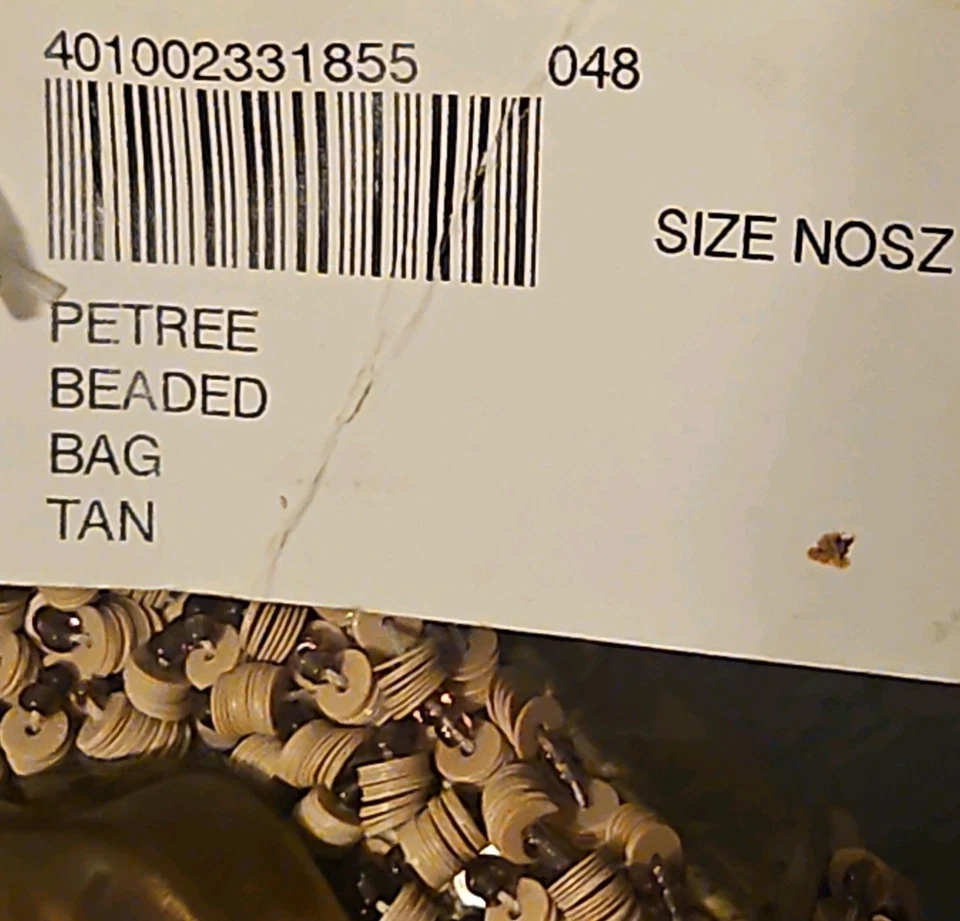 401002331855 048
SIZE NOSZ
PETREE
BEADED
BAG
TAN